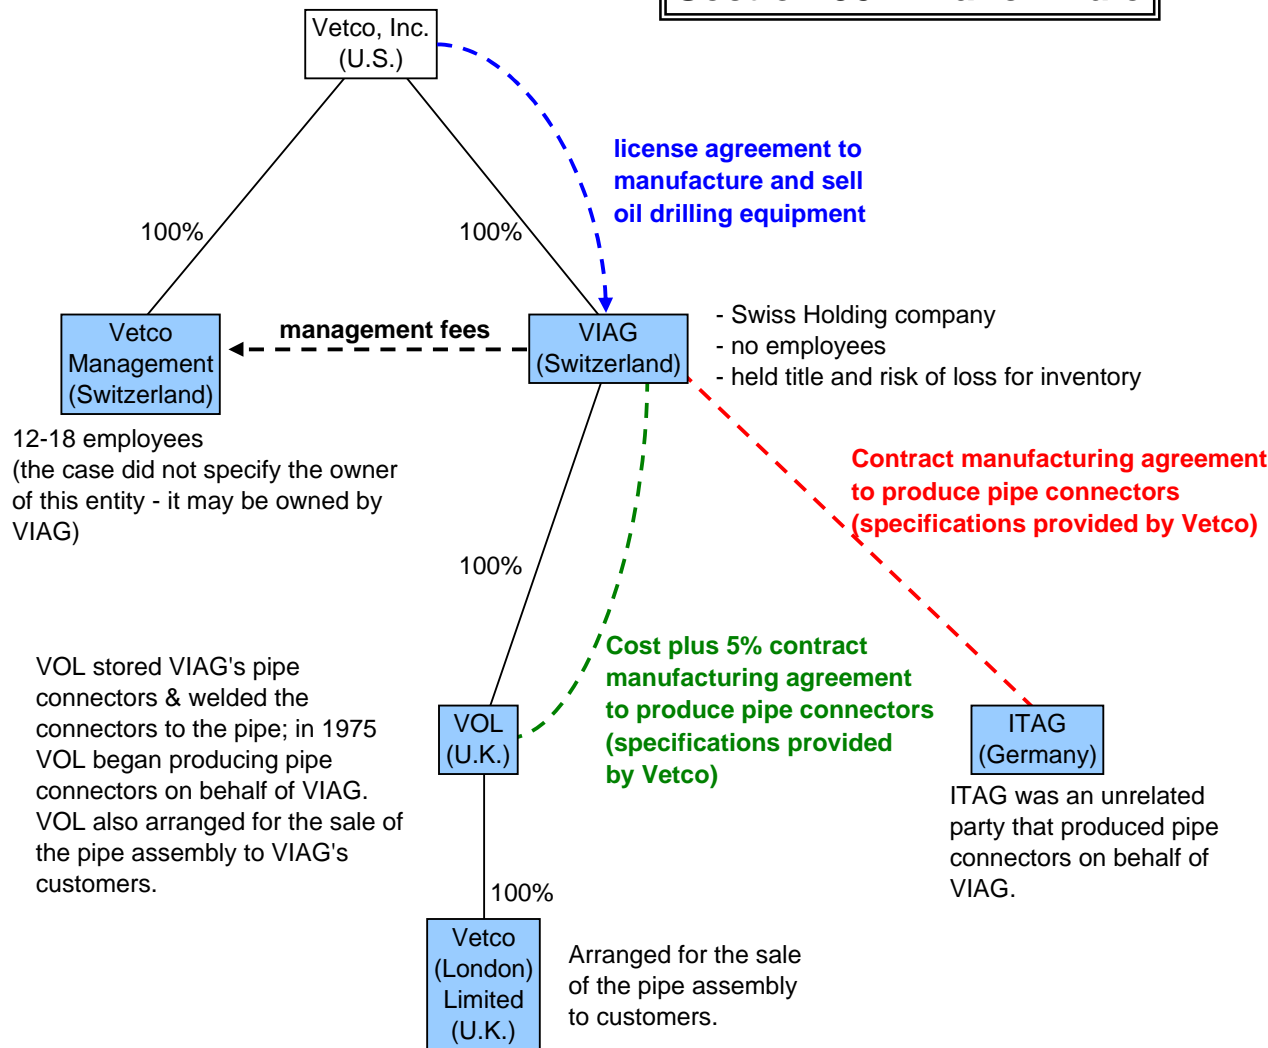 Vetco, Inc.
(U.S.)
license agreement to
manufacture and sell
oil drilling equipment
100%
100%
Vetco
Management
(Switzerland)
management fees
VIAG
(Switzerland)
- Swiss Holding company
- no employees
- held title and risk of loss for inventory
12-18 employees
(the case did not specify the owner
of this entity - it may be owned by
VIAG)
Contract manufacturing agreement
to produce pipe connectors
(specifications provided by Vetco)
100%
VOL stored VIAG's pipe
connectors & welded the
connectors to the pipe; in 1975
VOL began producing pipe
connectors on behalf of VIAG.
VOL also arranged for the sale of
the pipe assembly to VIAG's
customers.
Cost plus 5% contract
manufacturing agreement
to produce pipe connectors
(specifications provided
by Vetco)
VOL
(U.K.)
ITAG
(Germany)
ITAG was an unrelated
party that produced pipe
connectors on behalf of
VIAG.
100%
Vetco
(London)
Limited
(U.K.)
Arranged for the sale
of the pipe assembly
to customers.